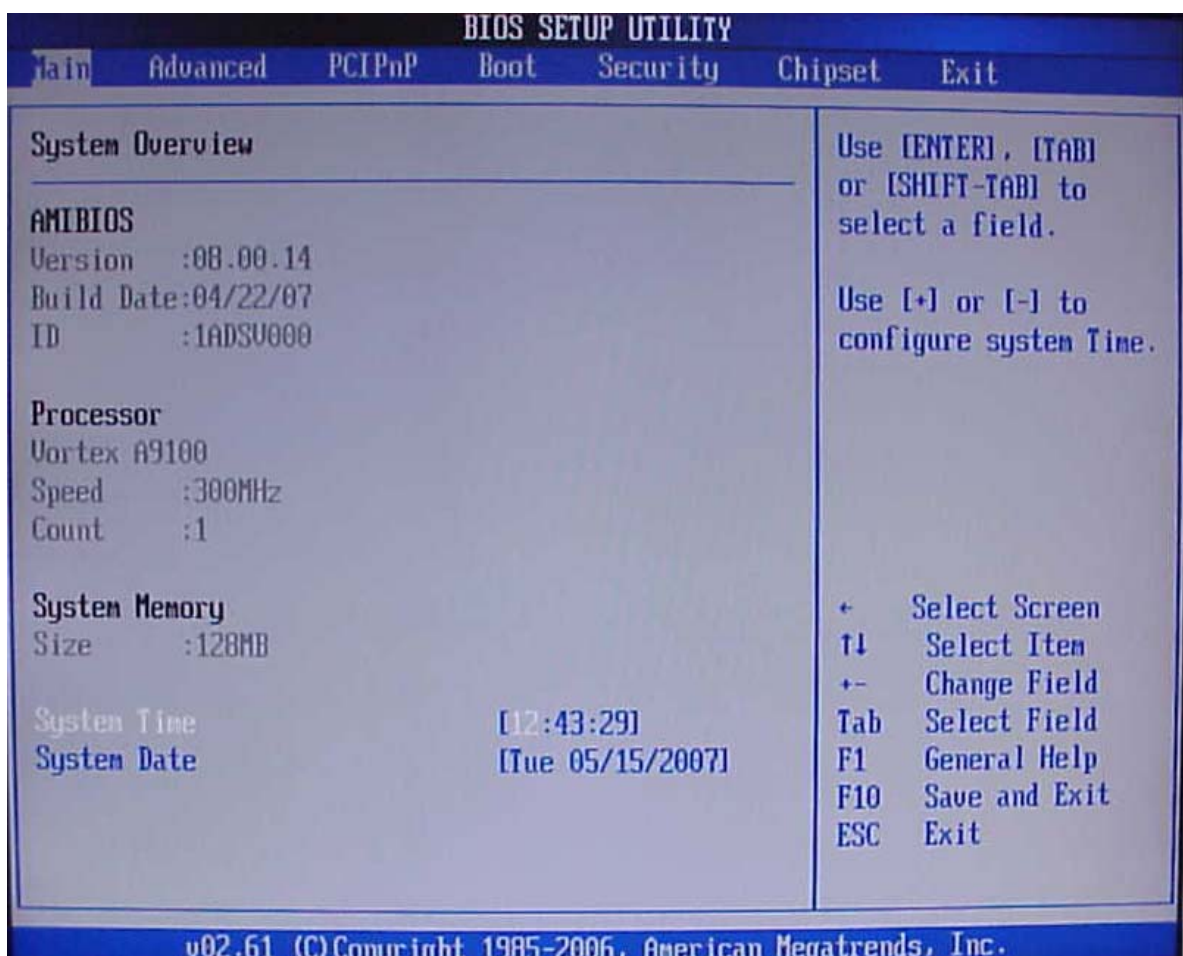 BIOS SETUP UTILITY
Main Advanced PCIPnP Boot Security Chipset Exit
System Overview
AMIBIOS
Version :08.00.14
Build Date:04/22/07
ID :1ADSV000
Processor
Vortex A9100
Speed :300MHz
Count :1
System Memory
Size :128MB
System Time [12:43:29]
System Date [Tue 05/15/2007]
Use [ENTER], [TAB]
or [SHIFT-TAB] to
select a field.
Use [+] or [-] to
configure system Time.
← Select Screen
↑↓ Select Item
+- Change Field
Tab Select Field
F1 General Help
F10 Save and Exit
ESC Exit
v02.61 (C)Copyright 1985-2006, American Megatrends, Inc.